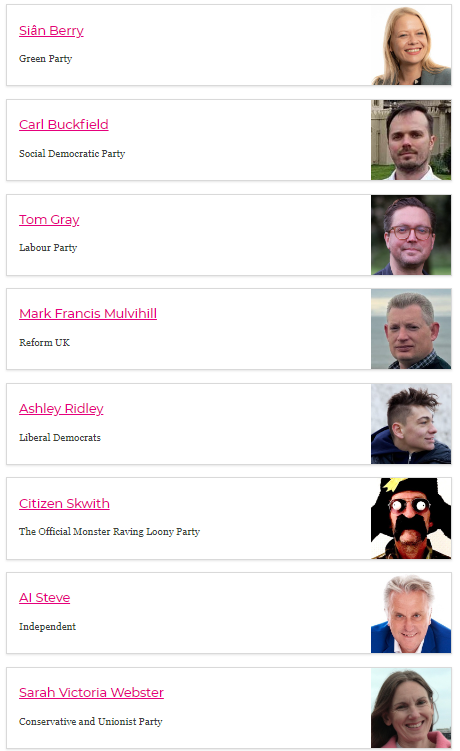 Siân Berry
Green Party
Carl Buckfield
Social Democratic Party
Tom Gray
Labour Party
Mark Francis Mulvihill
Reform UK
Ashley Ridley
Liberal Democrats
Citizen Skwith
The Official Monster Raving Loony Party
AI Steve
Independent
Sarah Victoria Webster
Conservative and Unionist Party